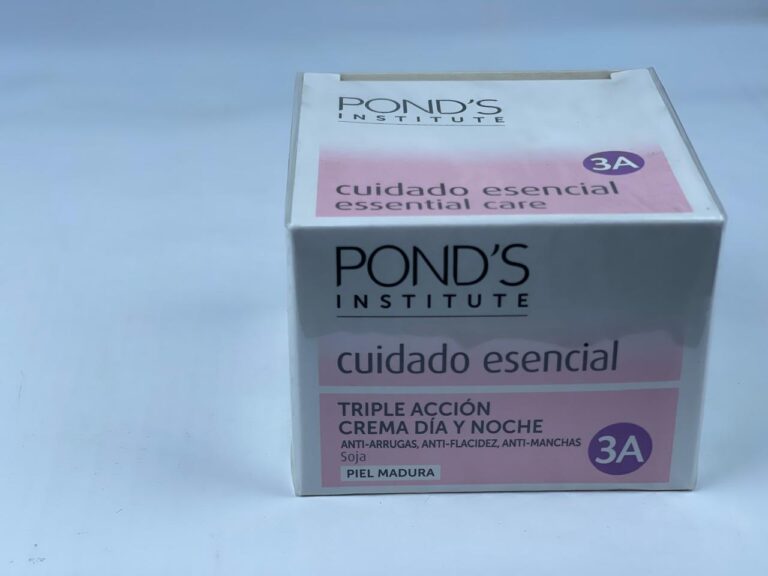 POND'S
INSTITUTE
3A
cuidado esencial
essential care
POND'S
INSTITUTE
cuidado esencial
TRIPLE ACCIÓN
CREMA DÍA Y NOCHE
ANTI-ARRUGAS, ANTI-FLACIDEZ, ANTI-MANCHAS
Soja
3A
PIEL MADURA